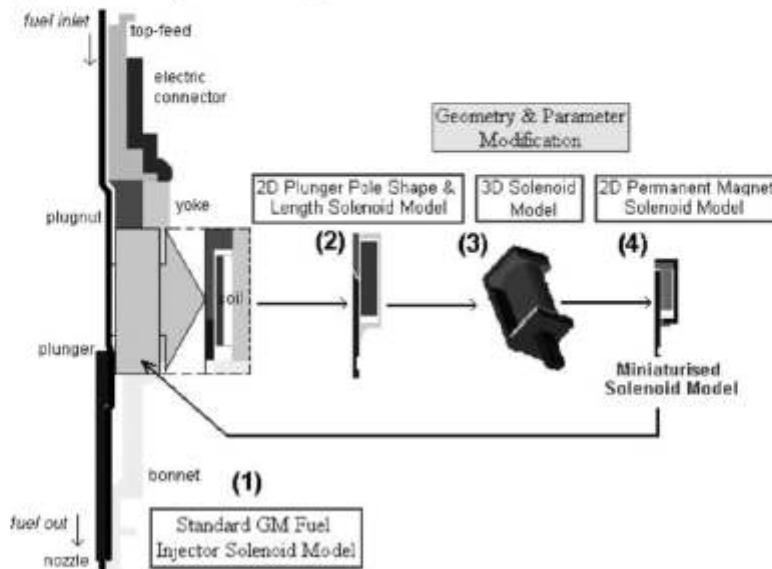 fuel inlet
top-feed
electric
connector
Geometry & Parameter
Modification
2D Plunger Pole Shape &
Length Solenoid Model
3D Solenoid
Model
2D Permanent Magnet
Solenoid Model
plugnut
yoke
(2)
(3)
(4)
coil
plunger
Miniaturised
Solenoid Model
bonnet
(1)
fuel out
Standard GM Fuel
Injector Solenoid Model
nozzle